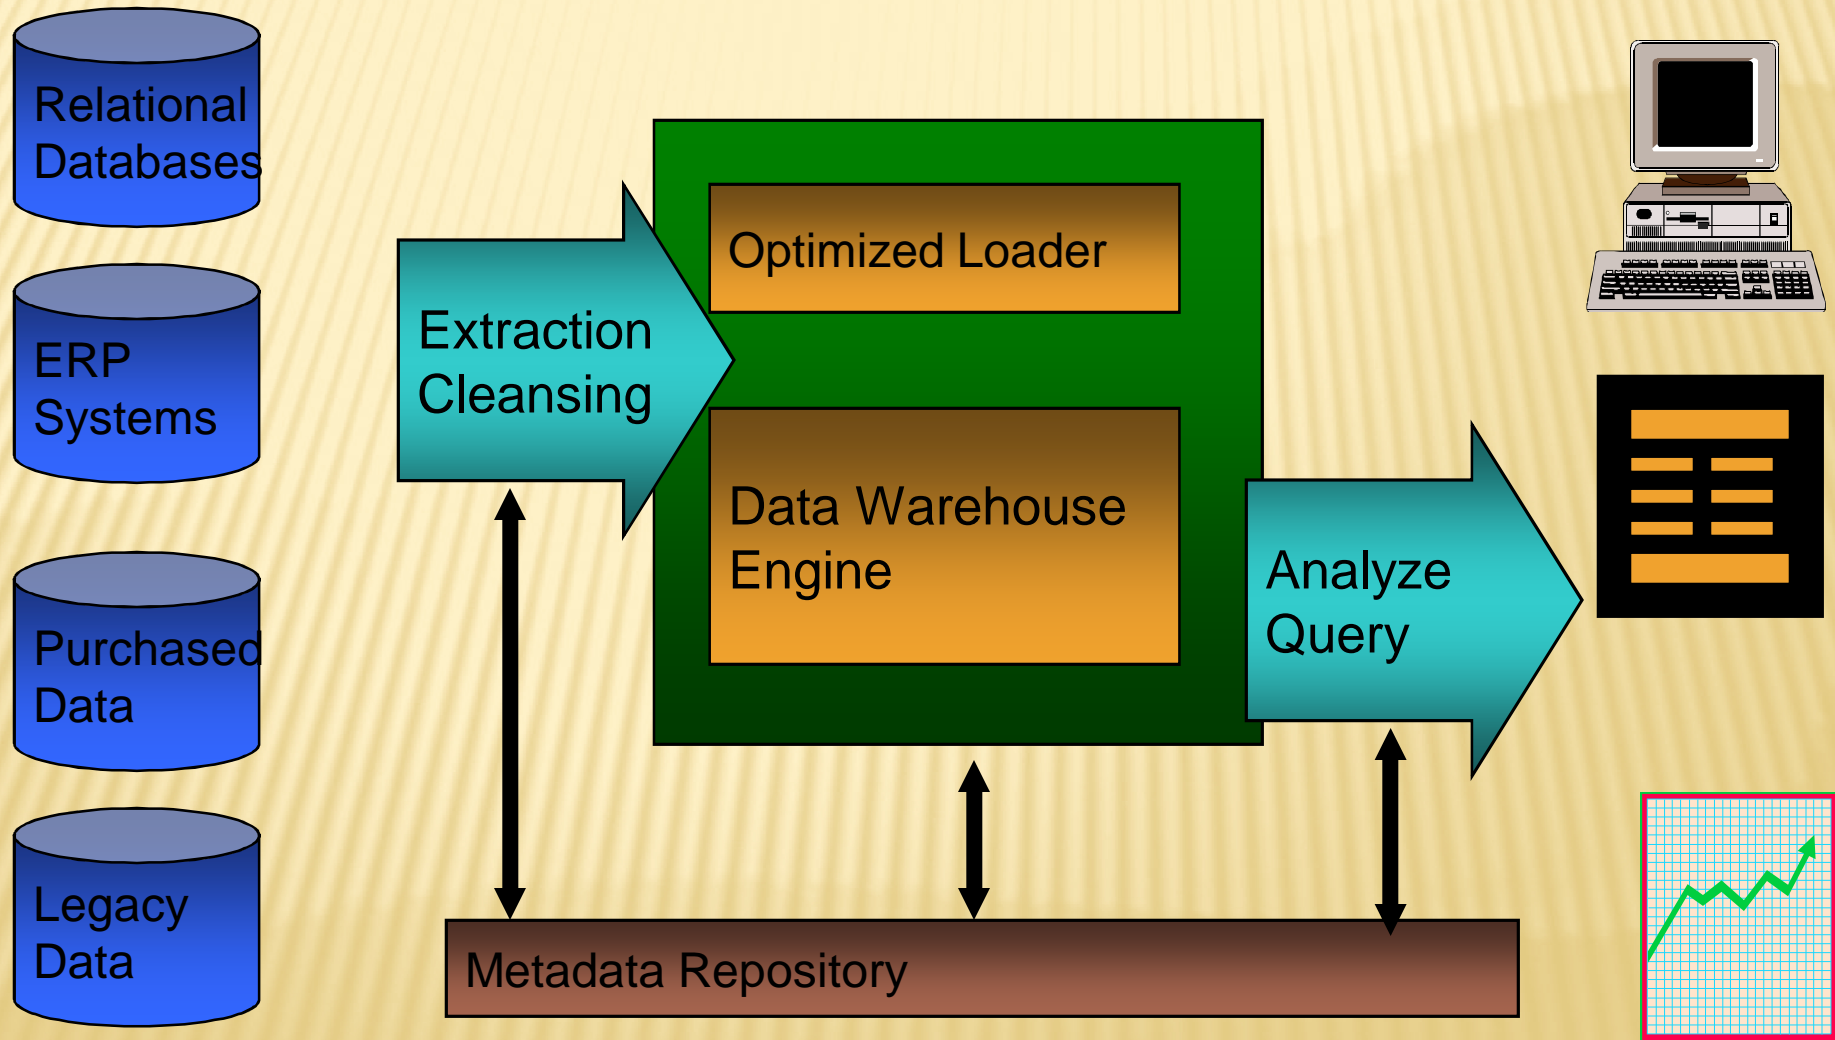 Relational
Databases
ERP
Systems
Purchased
Data
Legacy
Data
Extraction
Cleansing
Optimized Loader
Data Warehouse
Engine
Analyze
Query
Metadata Repository